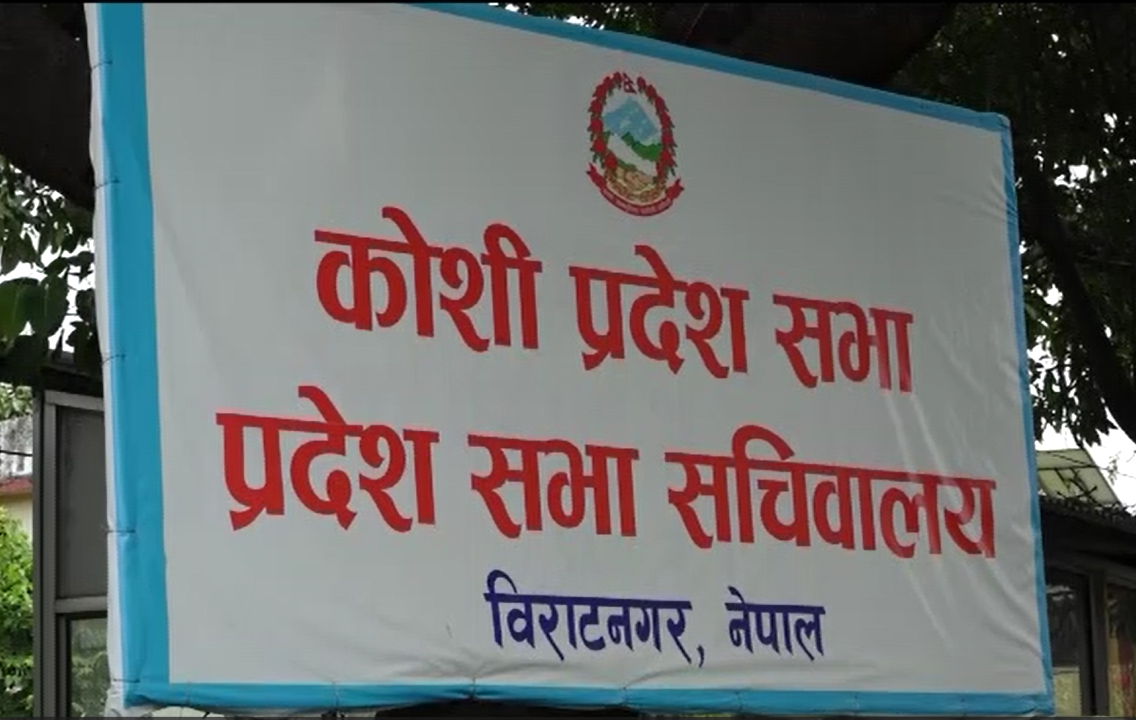 कोशी प्रदेश सभा
प्रदेश सभा सचिवालय
विराटनगर, नेपाल